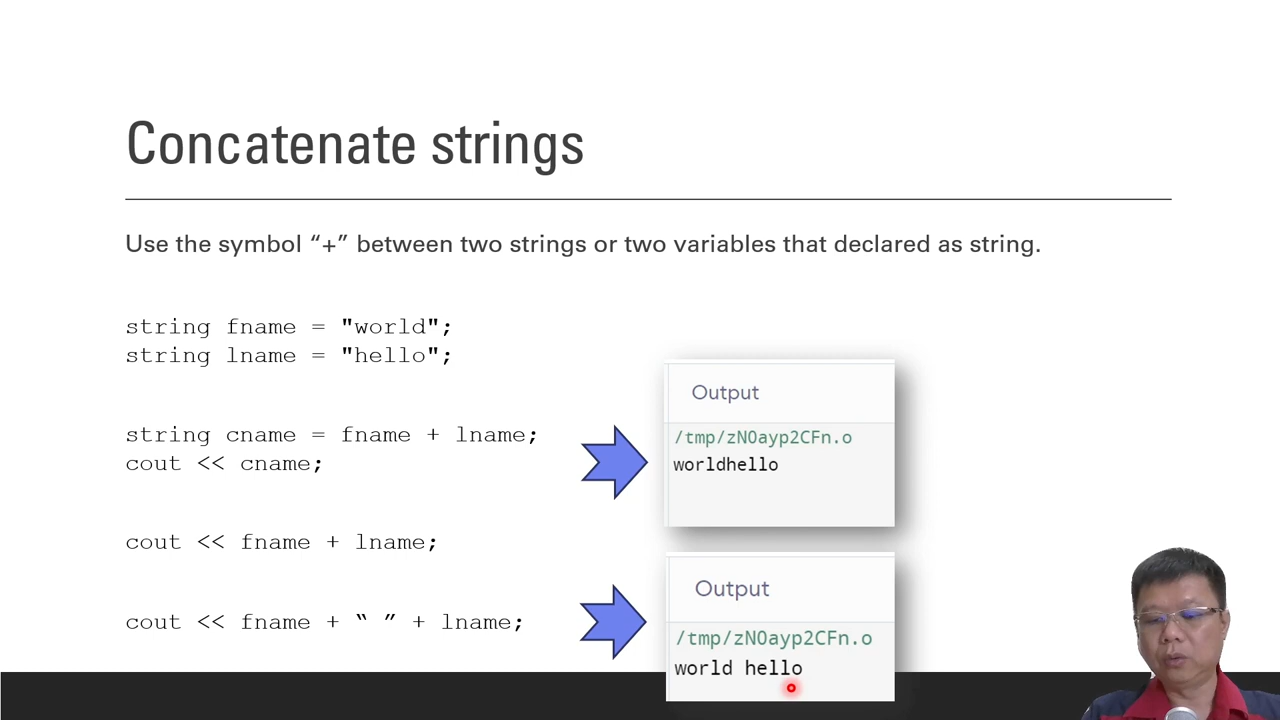 Concatenate strings
Use the symbol “+” between two strings or two variables that declared as string.
string fname = "world";
string lname = "hello";
string cname = fname + lname;
cout << cname;
Output
/tmp/zNOayp2CFn.o
worldhello
cout << fname + lname;
cout << fname + “ ” + lname;
Output
/tmp/zNOayp2CFn.o
world hello